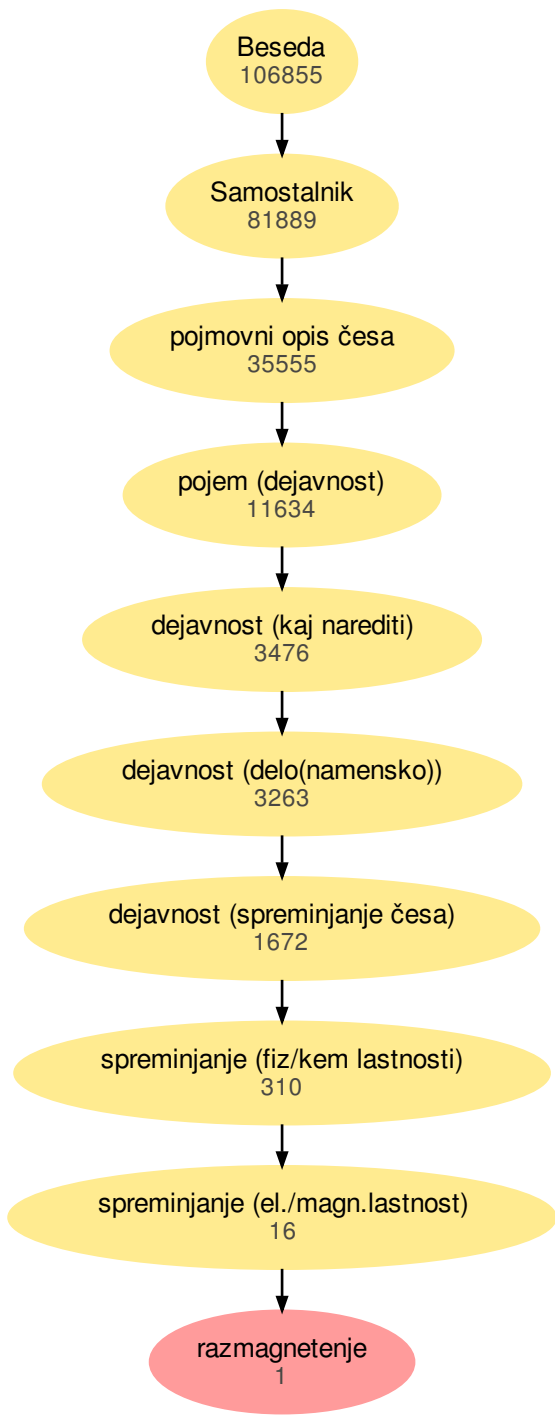 Beseda
106855
Samostalnik
81889
pojmovni opis česa
35555
pojem (dejavnost)
11634
dejavnost (kaj narediti)
3476
dejavnost (delo(namensko))
3263
dejavnost (spreminjanje česa)
1672
spreminjanje (fiz/kem lastnosti)
310
spreminjanje (el./magn.lastnost)
16
razmagnetenje
1